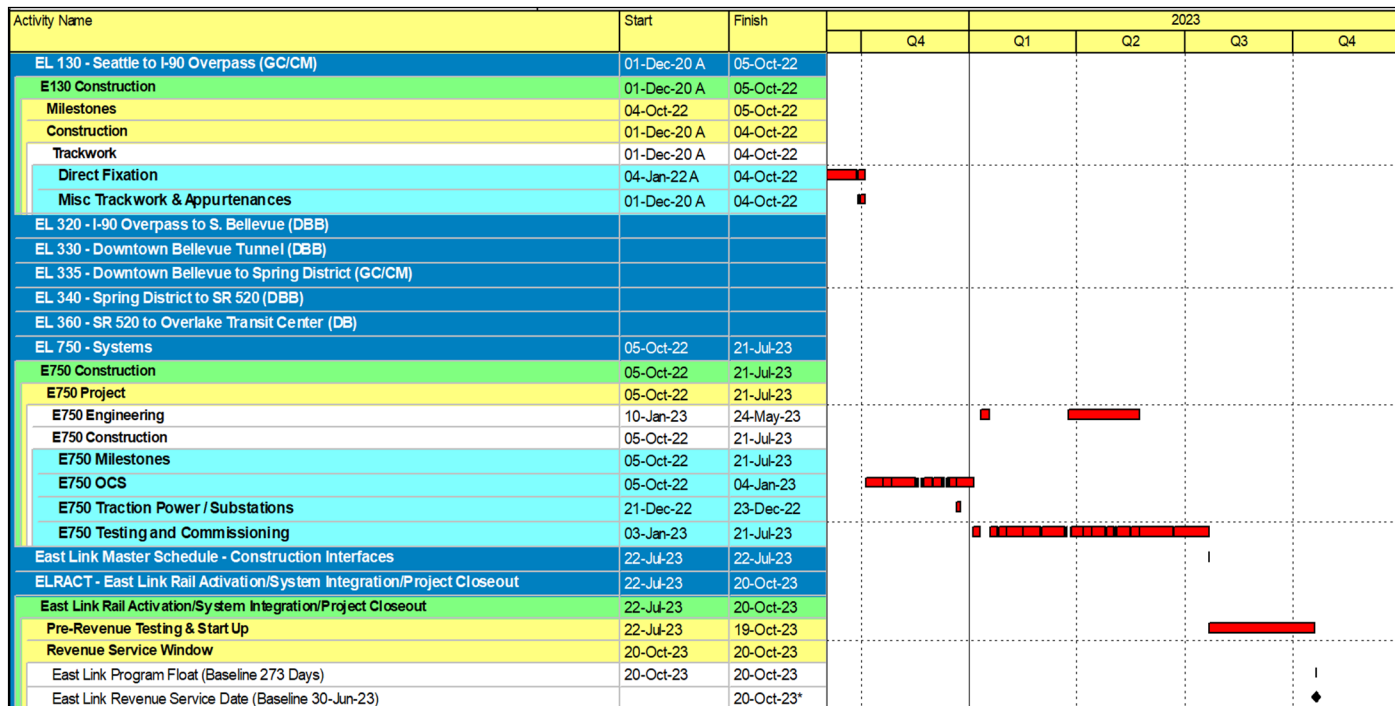 Activity Name Start Finish 2023
Q4 Q1 Q2 Q3 Q4
EL 130 - Seattle to I-90 Overpass (GC/CM) 01-Dec-20 A 05-Oct-22
E130 Construction 01-Dec-20 A 05-Oct-22
Milestones 04-Oct-22 05-Oct-22
Construction 01-Dec-20 A 04-Oct-22
Trackwork 01-Dec-20 A 04-Oct-22
Direct Fixation 04-Jan-22 A 04-Oct-22
Misc Trackwork & Appurtenances 01-Dec-20 A 04-Oct-22
EL 320 - I-90 Overpass to S. Bellevue (DBB)
EL 330 - Downtown Bellevue Tunnel (DBB)
EL 335 - Downtown Bellevue to Spring District (GC/CM)
EL 340 - Spring District to SR 520 (DBB)
EL 360 - SR 520 to Overlake Transit Center (DB)
EL 750 - Systems 05-Oct-22 21-Jul-23
E750 Construction 05-Oct-22 21-Jul-23
E750 Project 05-Oct-22 21-Jul-23
E750 Engineering 10-Jan-23 24-May-23
E750 Construction 05-Oct-22 21-Jul-23
E750 Milestones 05-Oct-22 21-Jul-23
E750 OCS 05-Oct-22 04-Jan-23
E750 Traction Power / Substations 21-Dec-22 23-Dec-22
E750 Testing and Commissioning 03-Jan-23 21-Jul-23
East Link Master Schedule - Construction Interfaces 22-Jul-23 22-Jul-23
ELRACT - East Link Rail Activation/System Integration/Project Closeout 22-Jul-23 20-Oct-23
East Link Rail Activation/System Integration/Project Closeout 22-Jul-23 20-Oct-23
Pre-Revenue Testing & Start Up 22-Jul-23 19-Oct-23
Revenue Service Window 20-Oct-23 20-Oct-23
East Link Program Float (Baseline 273 Days) 20-Oct-23 20-Oct-23
East Link Revenue Service Date (Baseline 30-Jun-23) 20-Oct-23*